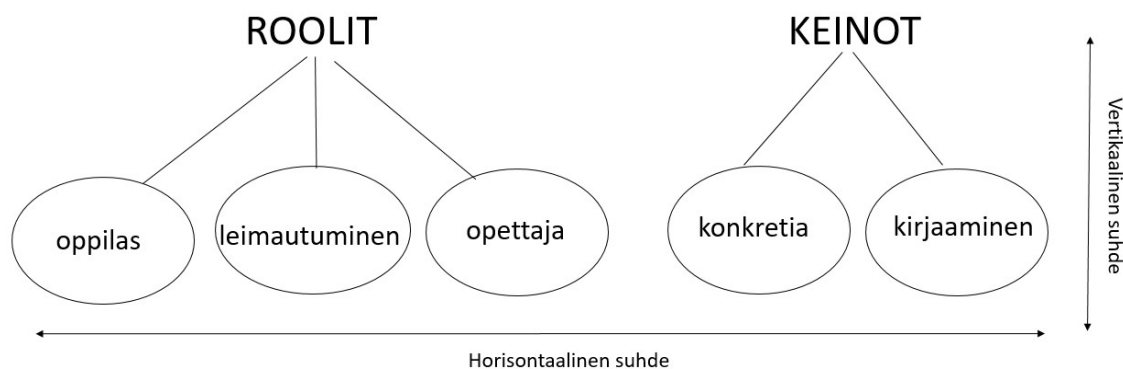 ROOLIT
KEINOT
oppilas
leimautuminen
opettaja
konkretia
kirjaaminen
Vertikaalinen suhde
Horisontaalinen suhde